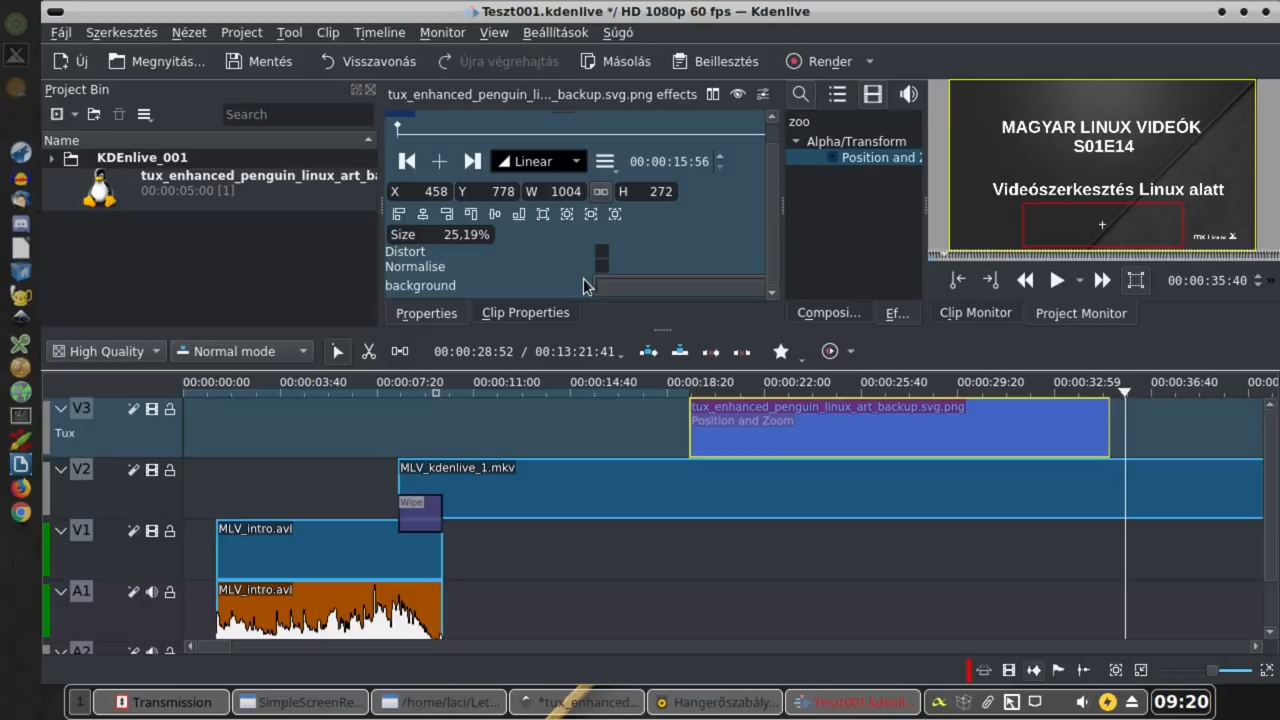 Teszt001.kdenlive */ HD 1080p 60 fps — Kdenlive
Fájl Szerkesztés Nézet Project Tool Clip Timeline Monitor View Beállítások Súgó
Új Megnyitás... Mentés Visszavonás Újra végrehajtás Másolás Beillesztés Render
Project Bin
Search
Name
KDEnlive_001
tux_enhanced_penguin_linux_art_ba
00:00:05:00 [1]
tux_enhanced_penguin_li..._backup.svg.png effects
Linear 00:00:15:56
X 458 Y 778 W 1004 H 272
Size 25,19%
Distort
Normalise
background
Properties Clip Properties
zoo
Alpha/Transform
Position and Z
Composi... Ef...
MAGYAR LINUX VIDEÓK
S01E14
Videószerkesztés Linux alatt
MX Linux
00:00:35:40
Clip Monitor Project Monitor
High Quality Normal mode 00:00:28:52 / 00:13:21:41
00:00:00:00 00:00:03:40 00:00:07:20 00:00:11:00 00:00:14:40 00:00:18:20 00:00:22:00 00:00:25:40 00:00:29:20 00:00:32:59 00:00:36:40 00:00
V3
Tux
tux_enhanced_penguin_linux_art_backup.svg.png
Position and Zoom
V2
MLV_kdenlive_1.mkv
Wipe
V1
MLV_intro.avi
A1
MLV_intro.avi
A2
1 Transmission SimpleScreenRe... /home/laci/Let... *tux_enhanced... Hangerőszabály... Teszt001.kdenli... 09:20